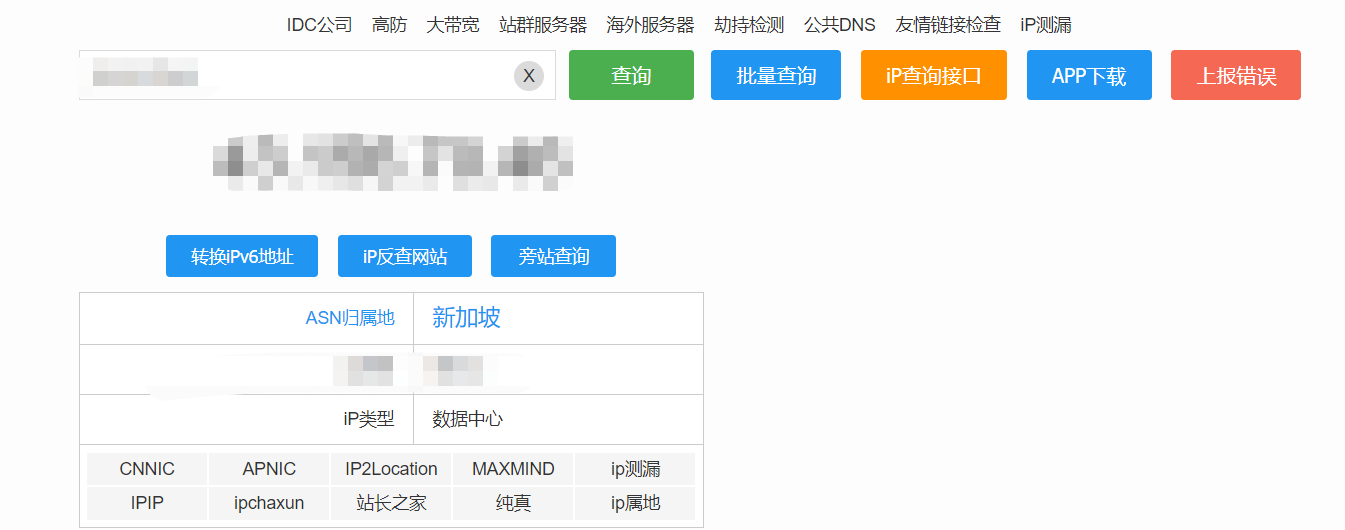 IDC公司 高防 大带宽 站群服务器 海外服务器 劫持检测 公共DNS 友情链接检查 iP测漏
X 查询 批量查询 iP查询接口 APP下载 上报错误
转换iPv6地址 iP反查网站 旁站查询
ASN归属地 新加坡
iP类型 数据中心
CNNIC APNIC IP2Location MAXMIND ip测漏
IPIP ipchaxun 站长之家 纯真 ip属地